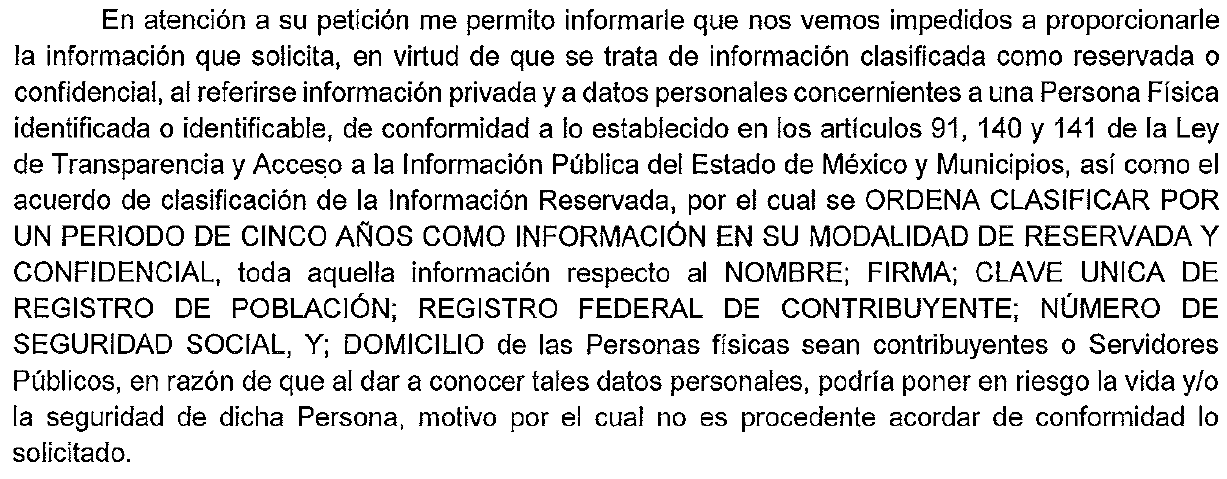 En atención a su petición me permito informarle que nos vemos impedidos a proporcionarle
la información que solicita, en virtud de que se trata de información clasificada como reservada o
confidencial, al referirse información privada y a datos personales concernientes a una Persona Física
identificada o identificable, de conformidad a lo establecido en los artículos 91, 140 y 141 de la Ley
de Transparencia y Acceso a la Información Pública del Estado de México y Municipios, así como el
acuerdo de clasificación de la Información Reservada, por el cual se ORDENA CLASIFICAR POR
UN PERIODO DE CINCO AÑOS COMO INFORMACIÓN EN SU MODALIDAD DE RESERVADA Y
CONFIDENCIAL, toda aquella información respecto al NOMBRE; FIRMA; CLAVE UNICA DE
REGISTRO DE POBLACIÓN; REGISTRO FEDERAL DE CONTRIBUYENTE; NÚMERO DE
SEGURIDAD SOCIAL, Y; DOMICILIO de las Personas físicas sean contribuyentes o Servidores
Públicos, en razón de que al dar a conocer tales datos personales, podría poner en riesgo la vida y/o
la seguridad de dicha Persona, motivo por el cual no es procedente acordar de conformidad lo
solicitado.